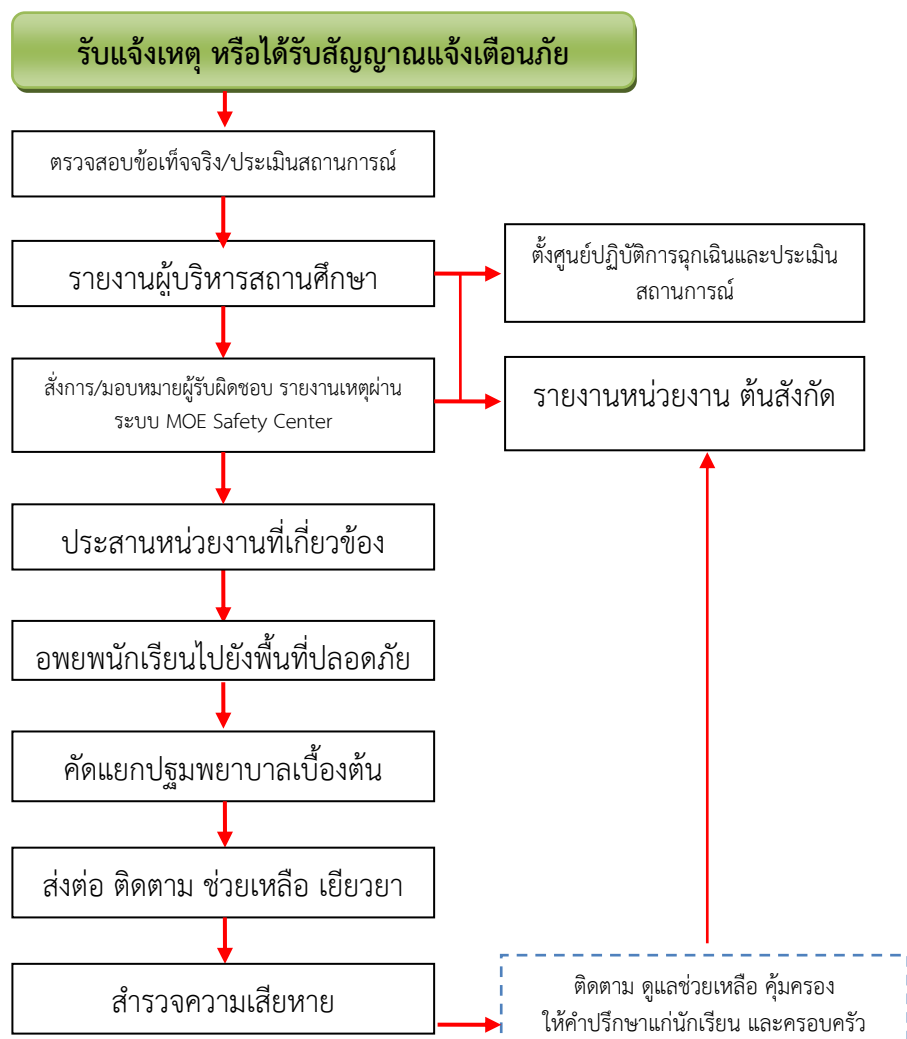 รับแจ้งเหตุ หรือได้รับสัญญาณแจ้งเตือนภัย
ตรวจสอบข้อเท็จจริง/ประเมินสถานการณ์
รายงานผู้บริหารสถานศึกษา
ตั้งศูนย์ปฏิบัติการฉุกเฉินและประเมิน
สถานการณ์
สั่งการ/มอบหมายผู้รับผิดชอบ รายงานเหตุผ่าน
ระบบ MOE Safety Center
รายงานหน่วยงาน ต้นสังกัด
ประสานหน่วยงานที่เกี่ยวข้อง
อพยพนักเรียนไปยังพื้นที่ปลอดภัย
คัดแยกปฐมพยาบาลเบื้องต้น
ส่งต่อ ติดตาม ช่วยเหลือ เยียวยา
สำรวจความเสียหาย
ติดตาม ดูแลช่วยเหลือ คุ้มครอง
ให้คำปรึกษาแก่นักเรียน และครอบครัว